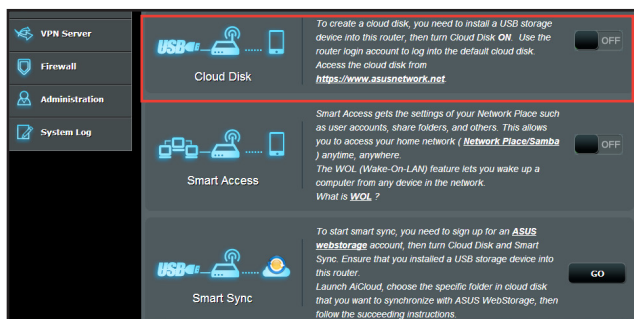 VPN Server
Firewall
Administration
System Log
USB
Cloud Disk
To create a cloud disk, you need to install a USB storage
device into this router, then turn Cloud Disk ON. Use the
router login account to log into the default cloud disk.
Access the cloud disk from
https://www.asusnetwork.net.
OFF
Smart Access
Smart Access gets the settings of your Network Place such
as user accounts, share folders, and others. This allows
you to access your home network ( Network Place/Samba
) anytime, anywhere.
The WOL (Wake-On-LAN) feature lets you wake up a
computer from any device in the network.
What is WOL ?
OFF
USB
Smart Sync
To start smart sync, you need to sign up for an ASUS
webstorage account, then turn Cloud Disk and Smart
Sync. Ensure that you installed a USB storage device into
this router.
Launch AiCloud, choose the specific folder in cloud disk
that you want to synchronize with ASUS WebStorage, then
follow the succeeding instructions.
GO